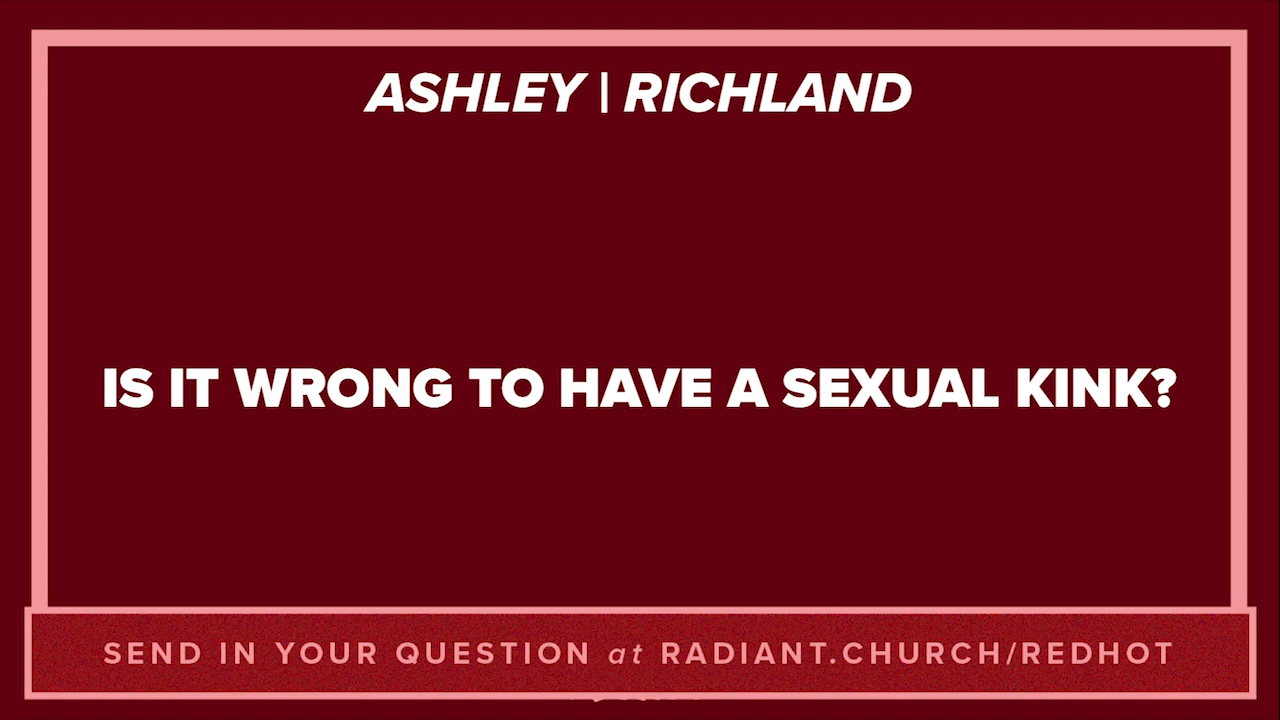 ASHLEY | RICHLAND
IS IT WRONG TO HAVE A SEXUAL KINK?
SEND IN YOUR QUESTION at RADIANT.CHURCH/REDHOT